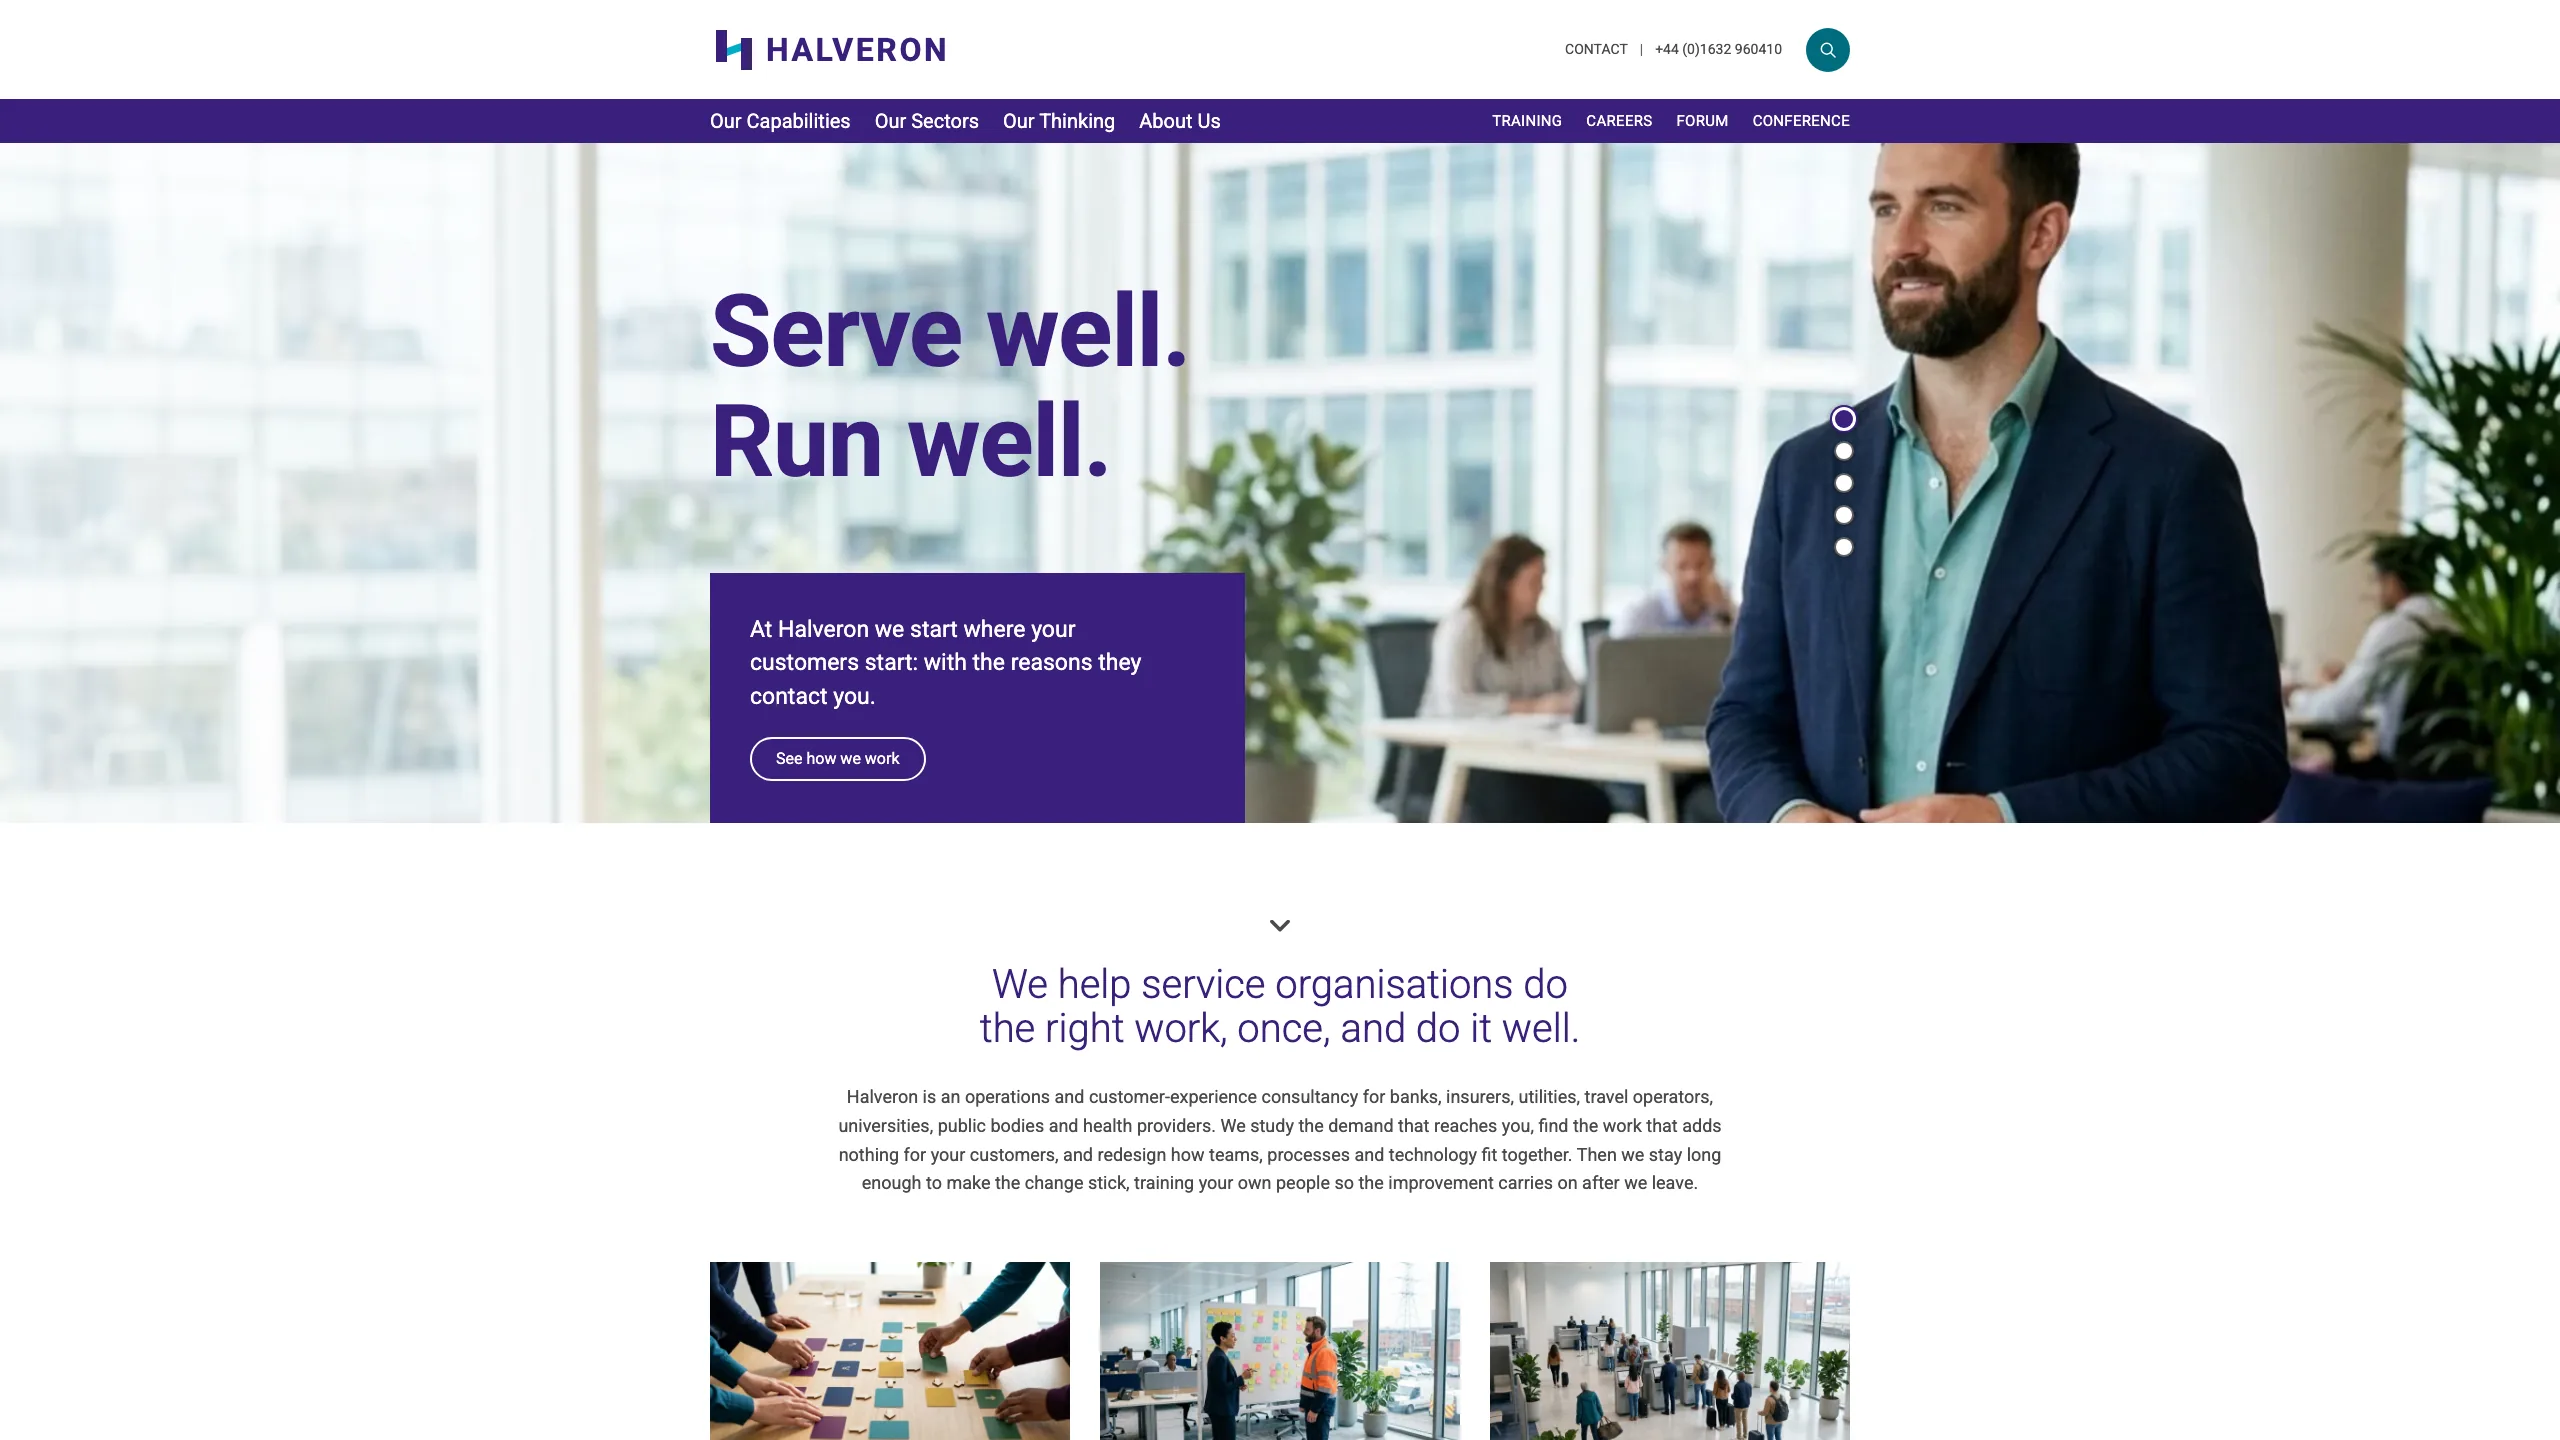 HALVERON
CONTACT | +44 (0)1632 960410
Our Capabilities Our Sectors Our Thinking About Us
TRAINING CAREERS FORUM CONFERENCE
Serve well.
Run well.
At Halveron we start where your
customers start: with the reasons they
contact you.
See how we work
We help service organisations do
the right work, once, and do it well.
Halveron is an operations and customer-experience consultancy for banks, insurers, utilities, travel operators,
universities, public bodies and health providers. We study the demand that reaches you, find the work that adds
nothing for your customers, and redesign how teams, processes and technology fit together. Then we stay long
enough to make the change stick, training your own people so the improvement carries on after we leave.